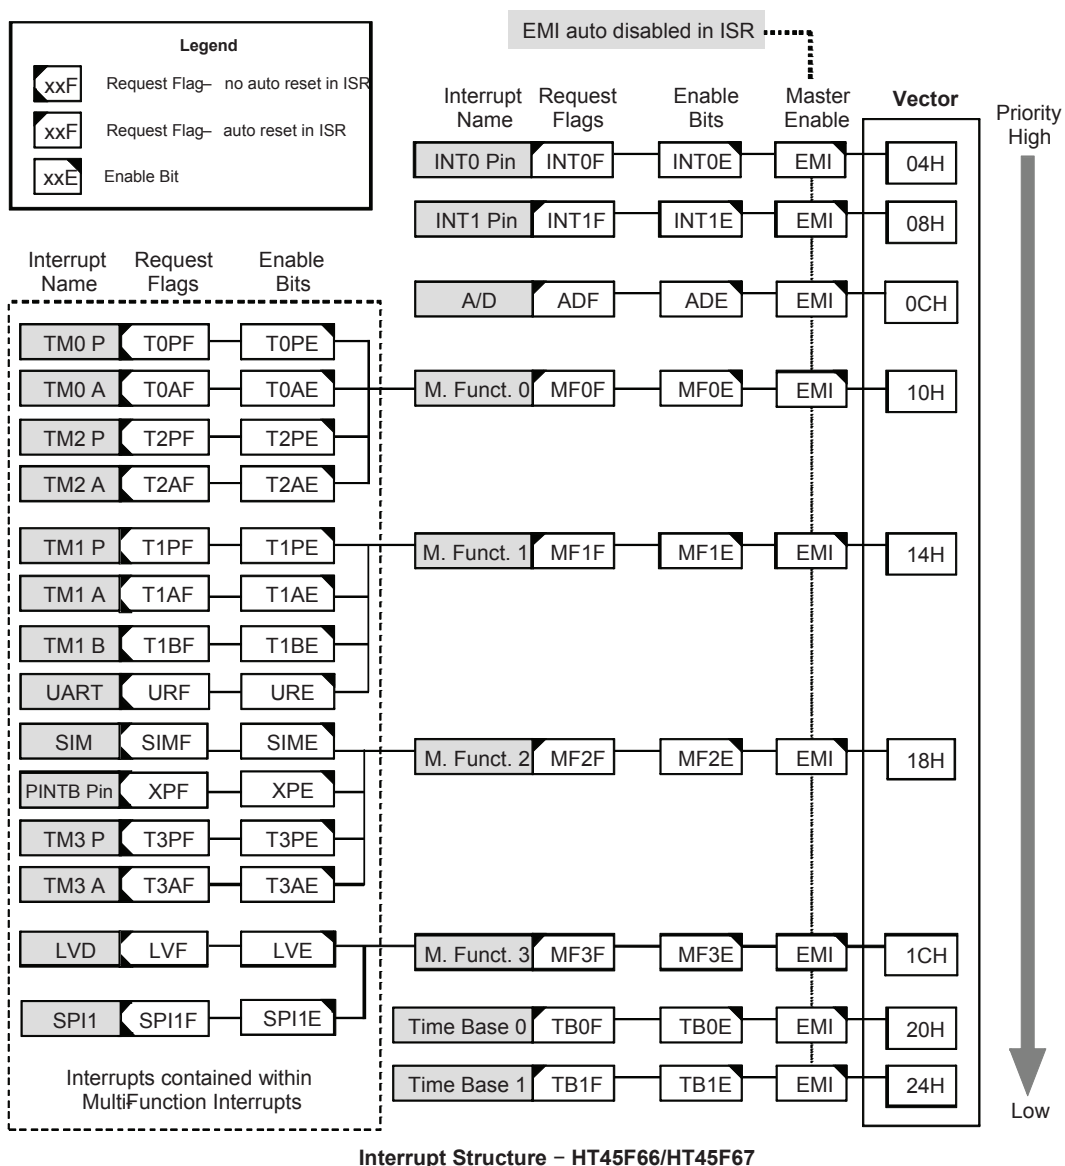 EMI auto disabled in ISR
Legend
xxF Request Flag– no auto reset in ISR
xxF Request Flag– auto reset in ISR
xxE Enable Bit
Interrupt Name Request Flags Enable Bits Master Enable Vector
Priority High
INT0 Pin INT0F INT0E EMI 04H
INT1 Pin INT1F INT1E EMI 08H
Interrupt Name Request Flags Enable Bits
A/D ADF ADE EMI 0CH
TM0 P T0PF T0PE
TM0 A T0AF T0AE M. Funct. 0 MF0F MF0E EMI 10H
TM2 P T2PF T2PE
TM2 A T2AF T2AE
TM1 P T1PF T1PE M. Funct. 1 MF1F MF1E EMI 14H
TM1 A T1AF T1AE
TM1 B T1BF T1BE
UART URF URE
SIM SIMF SIME M. Funct. 2 MF2F MF2E EMI 18H
PINTB Pin XPF XPE
TM3 P T3PF T3PE
TM3 A T3AF T3AE
LVD LVF LVE M. Funct. 3 MF3F MF3E EMI 1CH
SPI1 SPI1F SPI1E Time Base 0 TB0F TB0E EMI 20H
Time Base 1 TB1F TB1E EMI 24H
Interrupts contained within
Multi-Function Interrupts
Low
Interrupt Structure – HT45F66/HT45F67